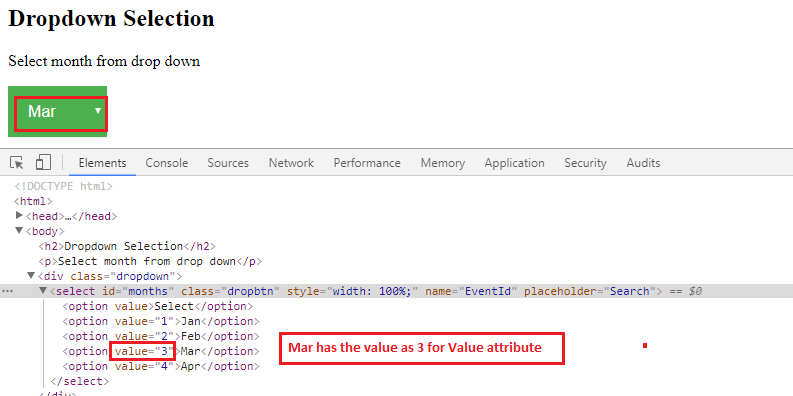 Dropdown Selection
Select month from drop down
Mar
Elements Console Sources Network Performance Memory Application Security Audits
<!DOCTYPE html>
<html>
<head>…</head>
<body>
<h2>Dropdown Selection</h2>
<p>Select month from drop down</p>
<div class="dropdown">
<select id="months" class="dropbtn" style="width: 100%;" name="EventId" placeholder="Search"> == $0
<option value>Select</option>
<option value="1">Jan</option>
<option value="2">Feb</option>
<option value="3">Mar</option>
Mar has the value as 3 for Value attribute
<option value="4">Apr</option>
</select>
</div>